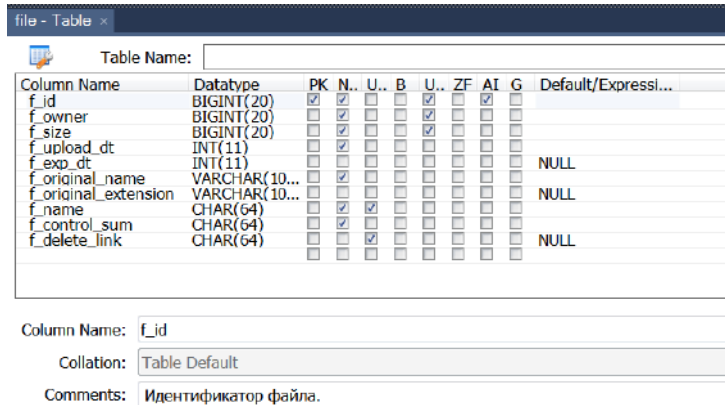 file - Table ×
Table Name:
Column Name Datatype PK N.. U.. B U.. ZF AI G Default/Expressi...
f_id BIGINT(20)
f_owner BIGINT(20)
f_size BIGINT(20)
f_upload_dt INT(11)
f_exp_dt INT(11) NULL
f_original_name VARCHAR(10...
f_original_extension VARCHAR(10... NULL
f_name CHAR(64)
f_control_sum CHAR(64)
f_delete_link CHAR(64) NULL
Column Name: f_id
Collation: Table Default
Comments: Идентификатор файла.